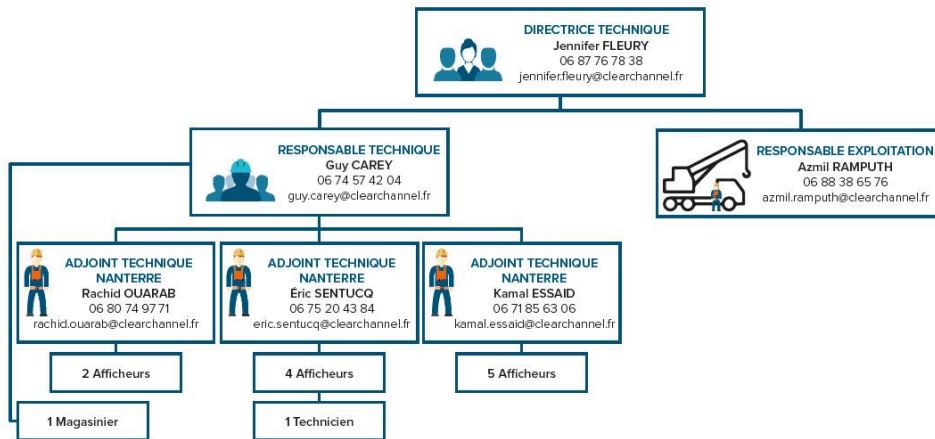 DIRECTRICE TECHNIQUE
Jennifer FLEURY
06 87 76 78 38
jennifer.fleury@clearchannel.fr
RESPONSABLE TECHNIQUE
Guy CAREY
06 74 57 42 04
guy.carey@clearchannel.fr
RESPONSABLE EXPLOITATION
Azmil RAMPUTH
06 88 38 65 76
azmil.ramputh@clearchannel.fr
ADJOINT TECHNIQUE
NANTERRE
Rachid OUARAB
06 80 74 97 71
rachid.ouarab@clearchannel.fr
ADJOINT TECHNIQUE
NANTERRE
Éric SENTUCQ
06 75 20 43 84
eric.sentucq@clearchannel.fr
ADJOINT TECHNIQUE
NANTERRE
Kamal ESSAID
06 71 85 63 06
kamal.essaid@clearchannel.fr
2 Afficheurs
4 Afficheurs
5 Afficheurs
1 Magasinier
1 Technicien